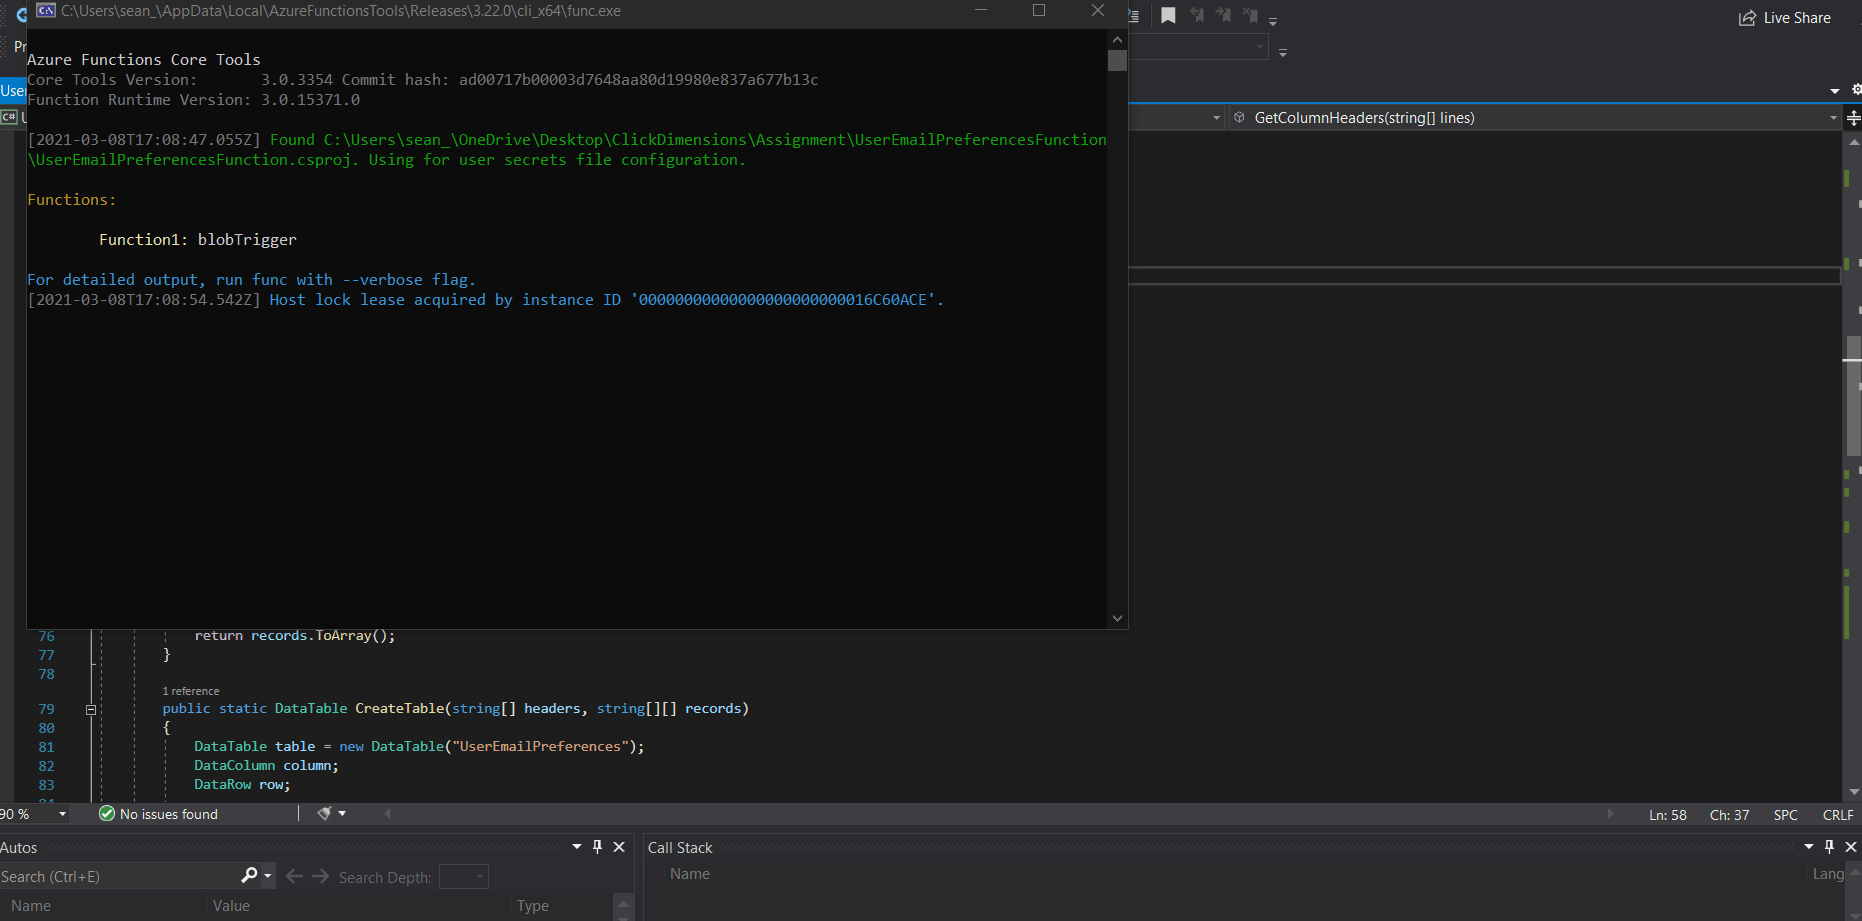 C:\Users\sean_\AppData\Local\AzureFunctionsTools\Releases\3.22.0\cli_x64\func.exe
Live Share
Pr
Azure Functions Core Tools
Core Tools Version:       3.0.3354 Commit hash: ad00717b00003d7648aa80d19980e837a677b13c
Function Runtime Version: 3.0.15371.0
User
C#
GetColumnHeaders(string[] lines)
[2021-03-08T17:08:47.055Z] Found C:\Users\sean_\OneDrive\Desktop\ClickDimensions\Assignment\UserEmailPreferencesFunction
\UserEmailPreferencesFunction.csproj. Using for user secrets file configuration.
Functions:
Function1: blobTrigger
For detailed output, run func with --verbose flag.
[2021-03-08T17:08:54.542Z] Host lock lease acquired by instance ID '00000000000000000000000016C60ACE'.
76 return records.ToArray();
77 }
78
1 reference
79 public static DataTable CreateTable(string[] headers, string[][] records)
80 {
81 DataTable table = new DataTable("UserEmailPreferences");
82 DataColumn column;
83 DataRow row;
90 %
No issues found
Ln: 58 Ch: 37 SPC CRLF
Autos
Call Stack
Search (Ctrl+E)
Search Depth:
Name
Lang
Name Value Type